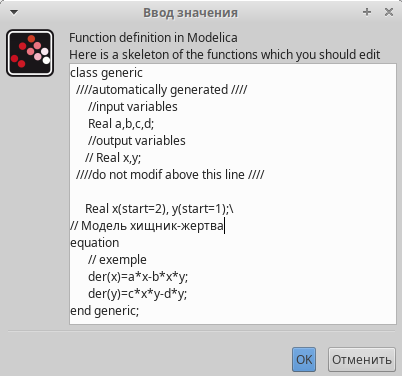 Ввод значения
Function definition in Modelica
Here is a skeleton of the functions which you should edit
class generic
////automatically generated ////
//input variables
Real a,b,c,d;
//output variables
// Real x,y;
////do not modif above this line ////
Real x(start=2), y(start=1);\
// Модель хищник-жертва
equation
// exemple
der(x)=a*x-b*x*y;
der(y)=c*x*y-d*y;
end generic;
OK
Отменить